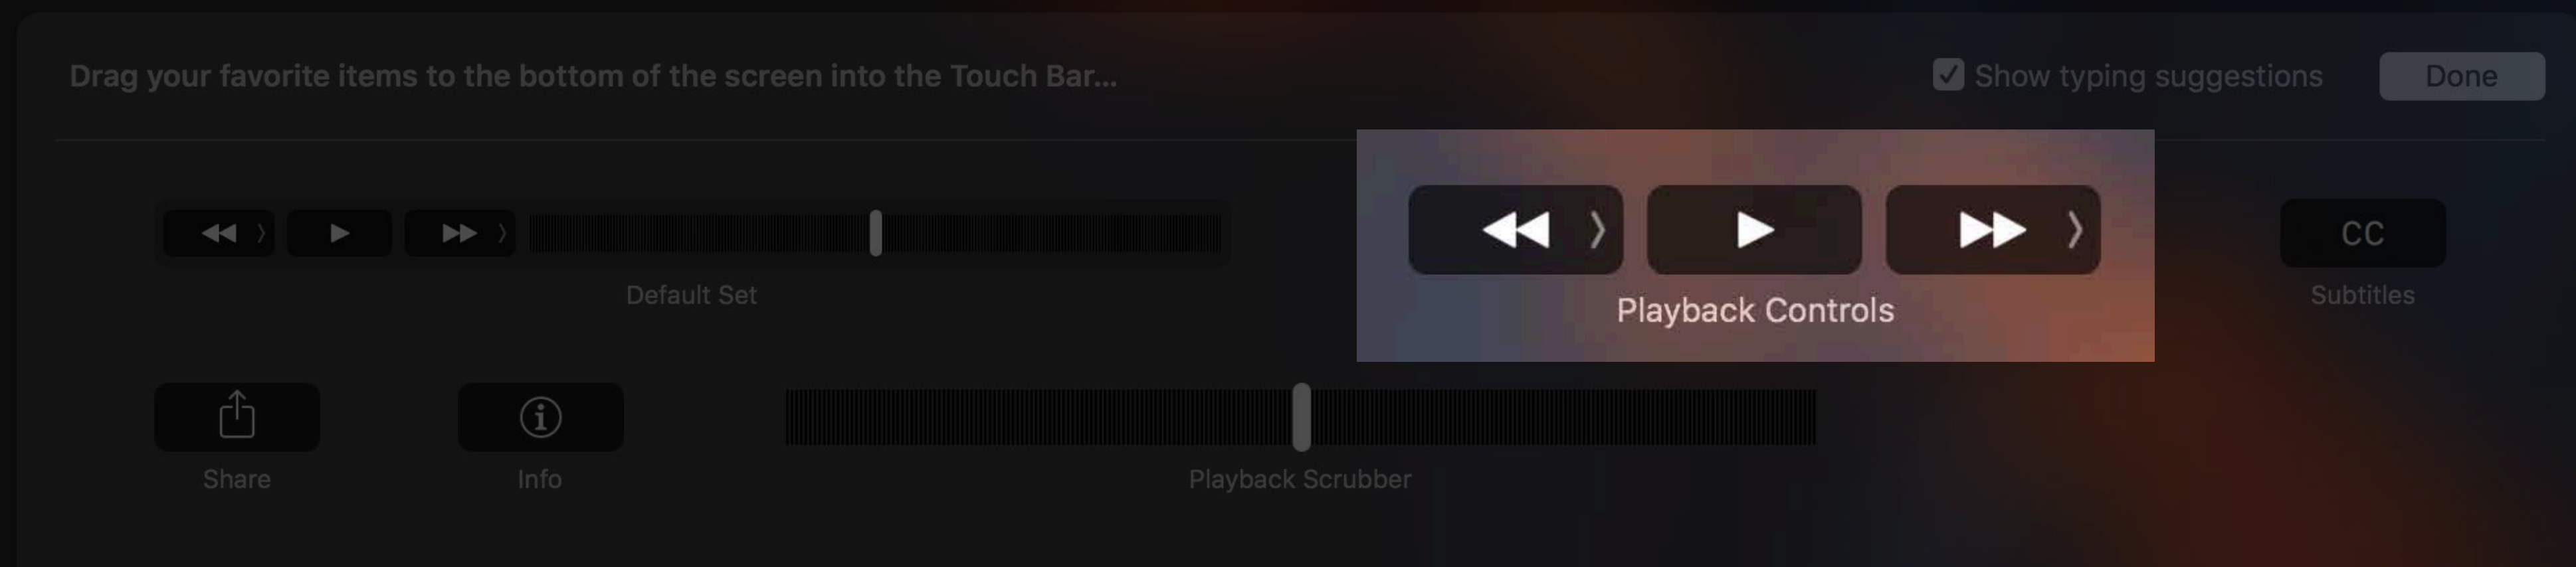 Drag your favorite items to the bottom of the screen into the Touch Bar...
Show typing suggestions
Done
Default Set
Playback Controls
CC
Subtitles
Share
Info
Playback Scrubber